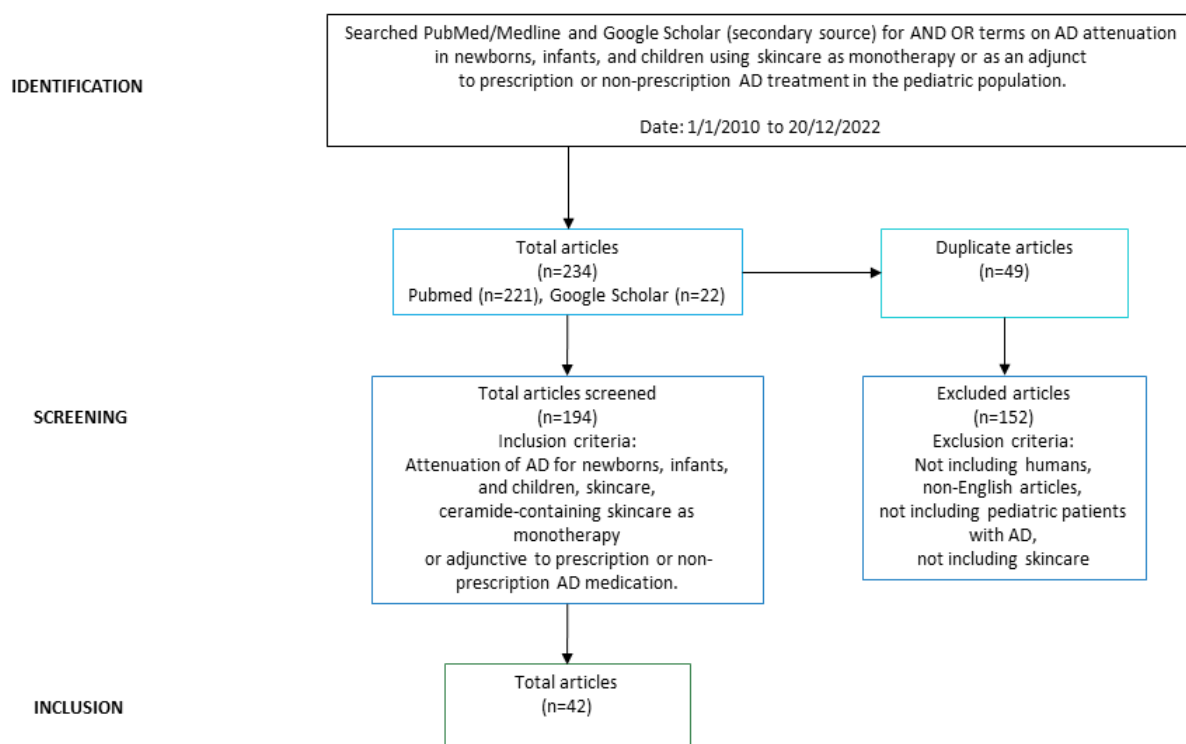 IDENTIFICATION
Searched PubMed/Medline and Google Scholar (secondary source) for AND OR terms on AD attenuation
in newborns, infants, and children using skincare as monotherapy or as an adjunct
to prescription or non-prescription AD treatment in the pediatric population.
Date: 1/1/2010 to 20/12/2022
Total articles
(n=234)
Pubmed (n=221), Google Scholar (n=22)
Duplicate articles
(n=49)
SCREENING
Total articles screened
(n=194)
Inclusion criteria:
Attenuation of AD for newborns, infants,
and children, skincare,
ceramide-containing skincare as
monotherapy
or adjunctive to prescription or non-
prescription AD medication.
Excluded articles
(n=152)
Exclusion criteria:
Not including humans,
non-English articles,
not including pediatric patients
with AD,
not including skincare
INCLUSION
Total articles
(n=42)